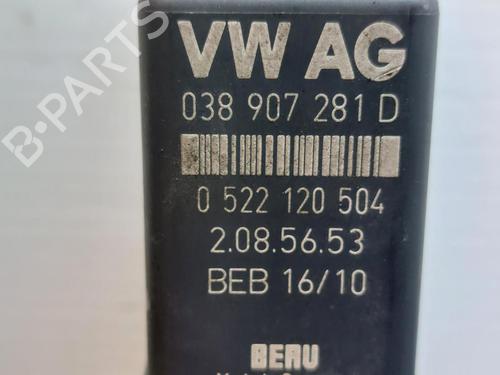 VW AG
038 907 281 D
0 522 120 504
2.08.56.53
BEB 16/10
BERU
B-PARTS